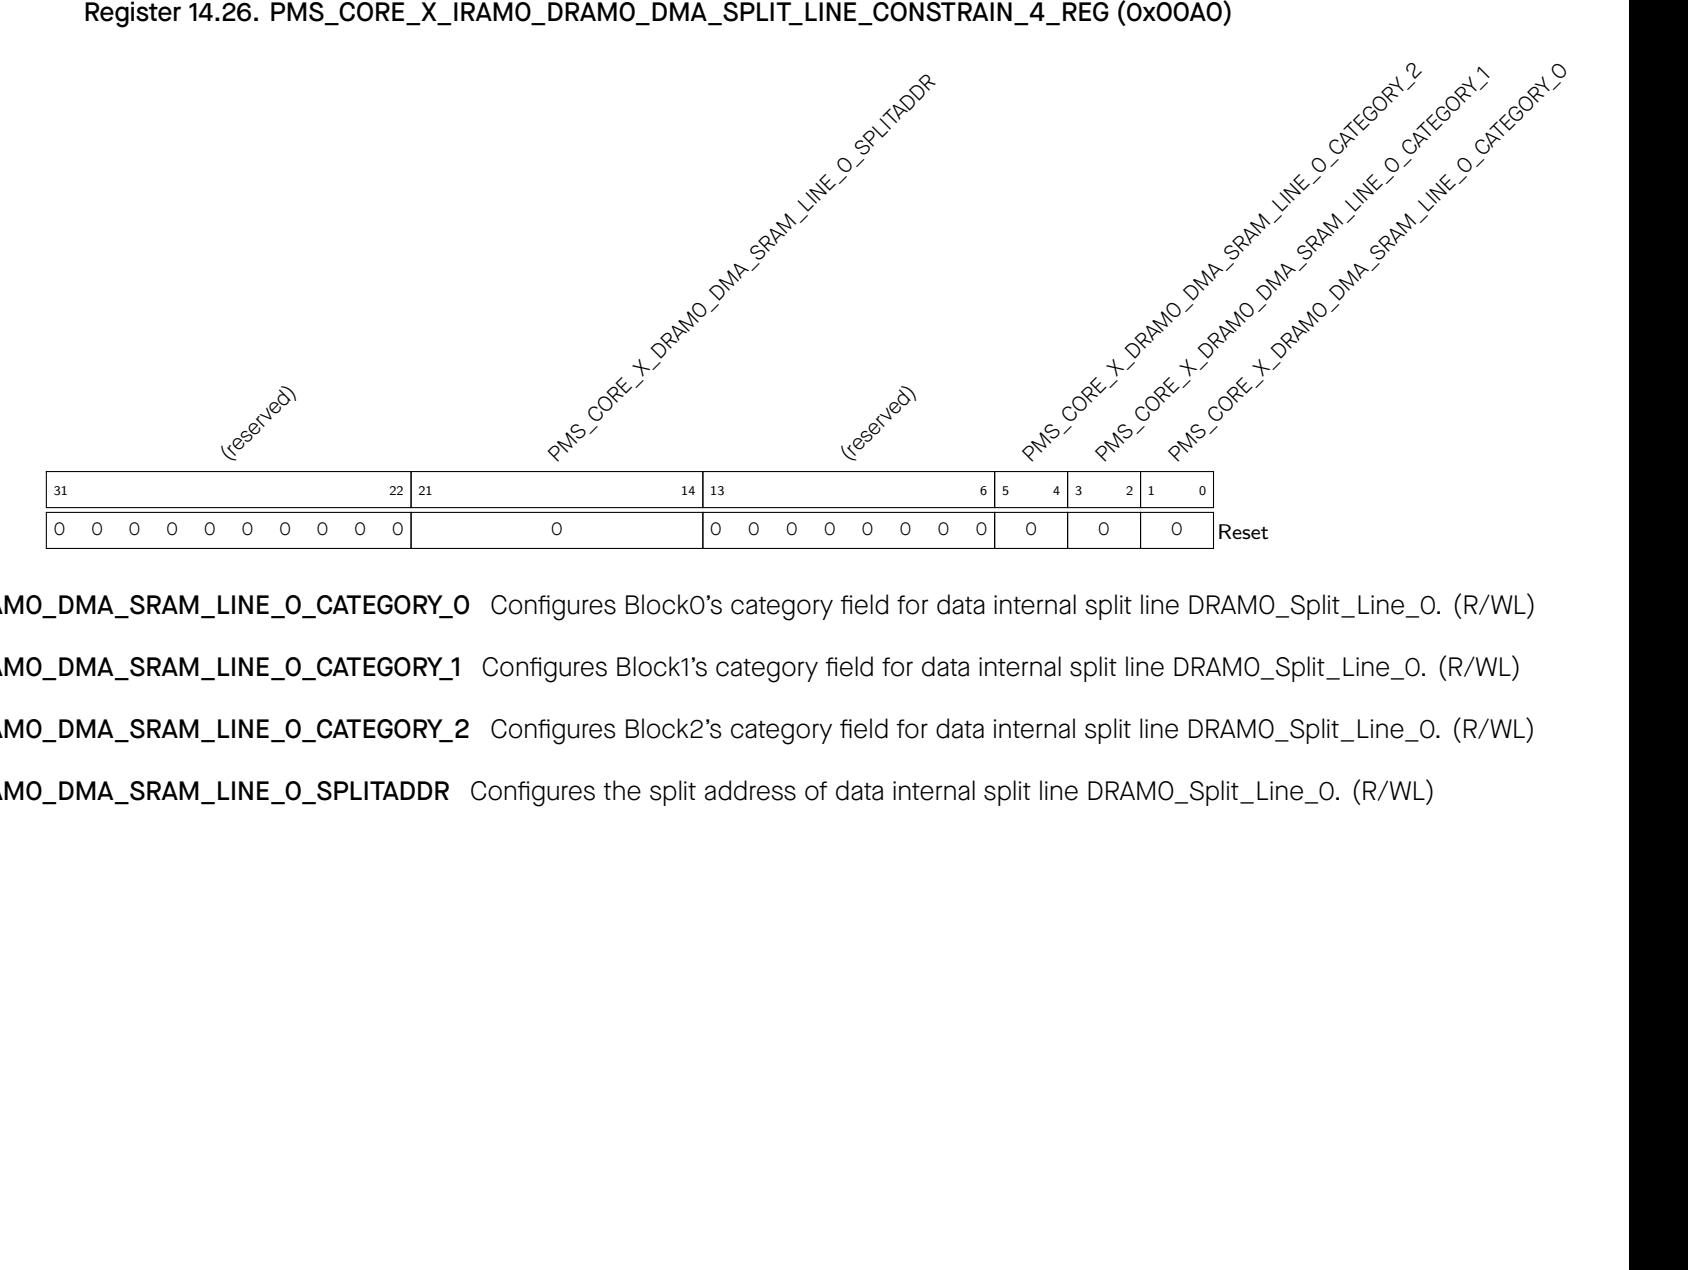 Register 14.26. PMS_CORE_X_IRAM0_DRAM0_DMA_SPLIT_LINE_CONSTRAIN_4_REG (0x00A0)
(reserved)
PMS_CORE_X_DRAM0_DMA_SRAM_LINE_0_SPLITADDR
(reserved)
PMS_CORE_X_DRAM0_DMA_SRAM_LINE_0_CATEGORY_2
PMS_CORE_X_DRAM0_DMA_SRAM_LINE_0_CATEGORY_1
PMS_CORE_X_DRAM0_DMA_SRAM_LINE_0_CATEGORY_0
31 22 21 14 13 6 5 4 3 2 1 0
0 0 0 0 0 0 0 0 0 0 0 0 0 0 0 0 0 0 0 0 0 0 Reset
AM0_DMA_SRAM_LINE_0_CATEGORY_0 Configures Block0's category field for data internal split line DRAM0_Split_Line_0. (R/WL)
AM0_DMA_SRAM_LINE_0_CATEGORY_1 Configures Block1's category field for data internal split line DRAM0_Split_Line_0. (R/WL)
AM0_DMA_SRAM_LINE_0_CATEGORY_2 Configures Block2's category field for data internal split line DRAM0_Split_Line_0. (R/WL)
AM0_DMA_SRAM_LINE_0_SPLITADDR Configures the split address of data internal split line DRAM0_Split_Line_0. (R/WL)